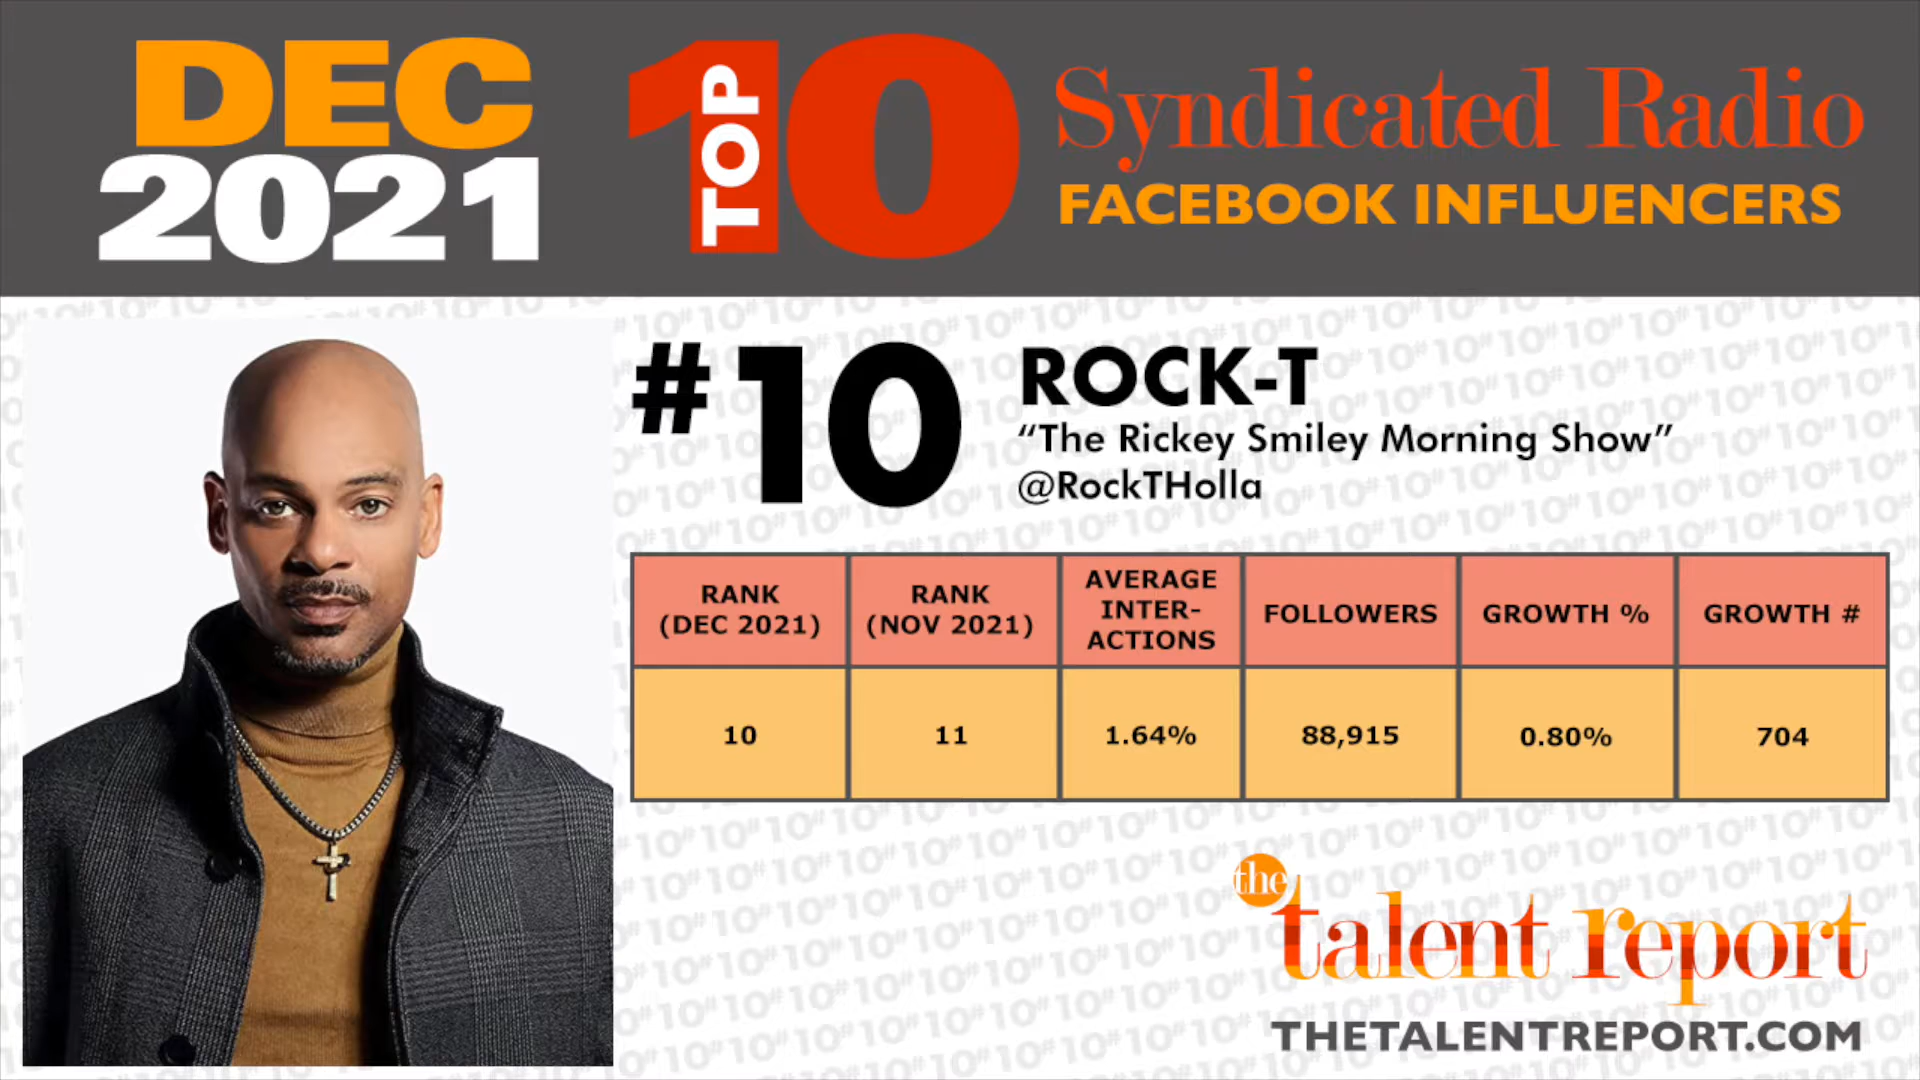 DEC
2021
TOP 10
Syndicated Radio
FACEBOOK INFLUENCERS
#10
ROCK-T
“The Rickey Smiley Morning Show”
@RockTHolla
RANK (DEC 2021)
RANK (NOV 2021)
AVERAGE INTER-ACTIONS
FOLLOWERS
GROWTH %
GROWTH #
10
11
1.64%
88,915
0.80%
704
the talent report
THETALENTREPORT.COM